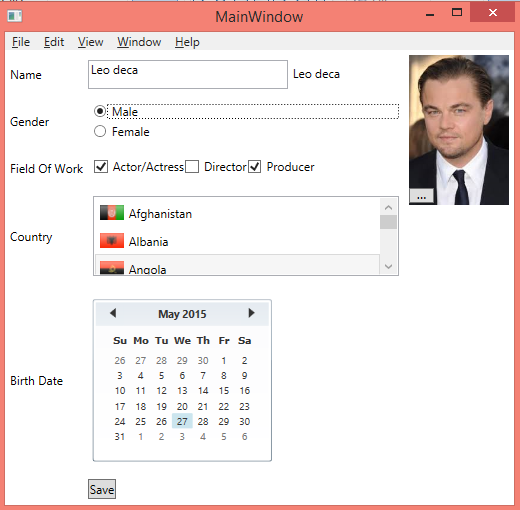 MainWindow
File Edit View Window Help
Name Leo deca Leo deca
Gender
Male
Female
Field Of Work Actor/Actress Director Producer
...
Country
Afghanistan
Albania
Angola
May 2015
Su Mo Tu We Th Fr Sa
26 27 28 29 30 1 2
3 4 5 6 7 8 9
10 11 12 13 14 15 16
17 18 19 20 21 22 23
24 25 26 27 28 29 30
31 1 2 3 4 5 6
Birth Date
Save